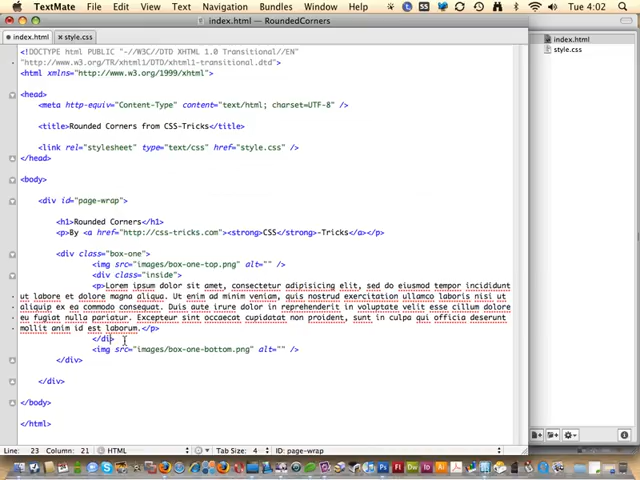 TextMate File Edit View Text Navigation Bundles Window Help Tue 4:02
index.html — RoundedCorners
index.html style.css
<!DOCTYPE html PUBLIC "-//W3C//DTD XHTML 1.0 Transitional//EN"
"http://www.w3.org/TR/xhtml1/DTD/xhtml1-transitional.dtd">
<html xmlns="http://www.w3.org/1999/xhtml">
<head>
<meta http-equiv="Content-Type" content="text/html; charset=UTF-8" />
<title>Rounded Corners from CSS-Tricks</title>
<link rel="stylesheet" type="text/css" href="style.css" />
</head>
<body>
<div id="page-wrap">
<h1>Rounded Corners</h1>
<p>By <a href="http://css-tricks.com"><strong>CSS</strong>-Tricks</a></p>
<div class="box-one">
<img src="images/box-one-top.png" alt="" />
<div class="inside">
<p>Lorem ipsum dolor sit amet, consectetur adipisicing elit, sed do eiusmod tempor incididunt
ut labore et dolore magna aliqua. Ut enim ad minim veniam, quis nostrud exercitation ullamco laboris nisi ut
aliquip ex ea commodo consequat. Duis aute irure dolor in reprehenderit in voluptate velit esse cillum dolore
eu fugiat nulla pariatur. Excepteur sint occaecat cupidatat non proident, sunt in culpa qui officia deserunt
mollit anim id est laborum.</p>
</di>
<img src="images/box-one-bottom.png" alt="" />
</div>
</div>
</body>
</html>
index.html
style.css
Line: 23 Column: 21 HTML Tab Size: 4 ID: page-wrap